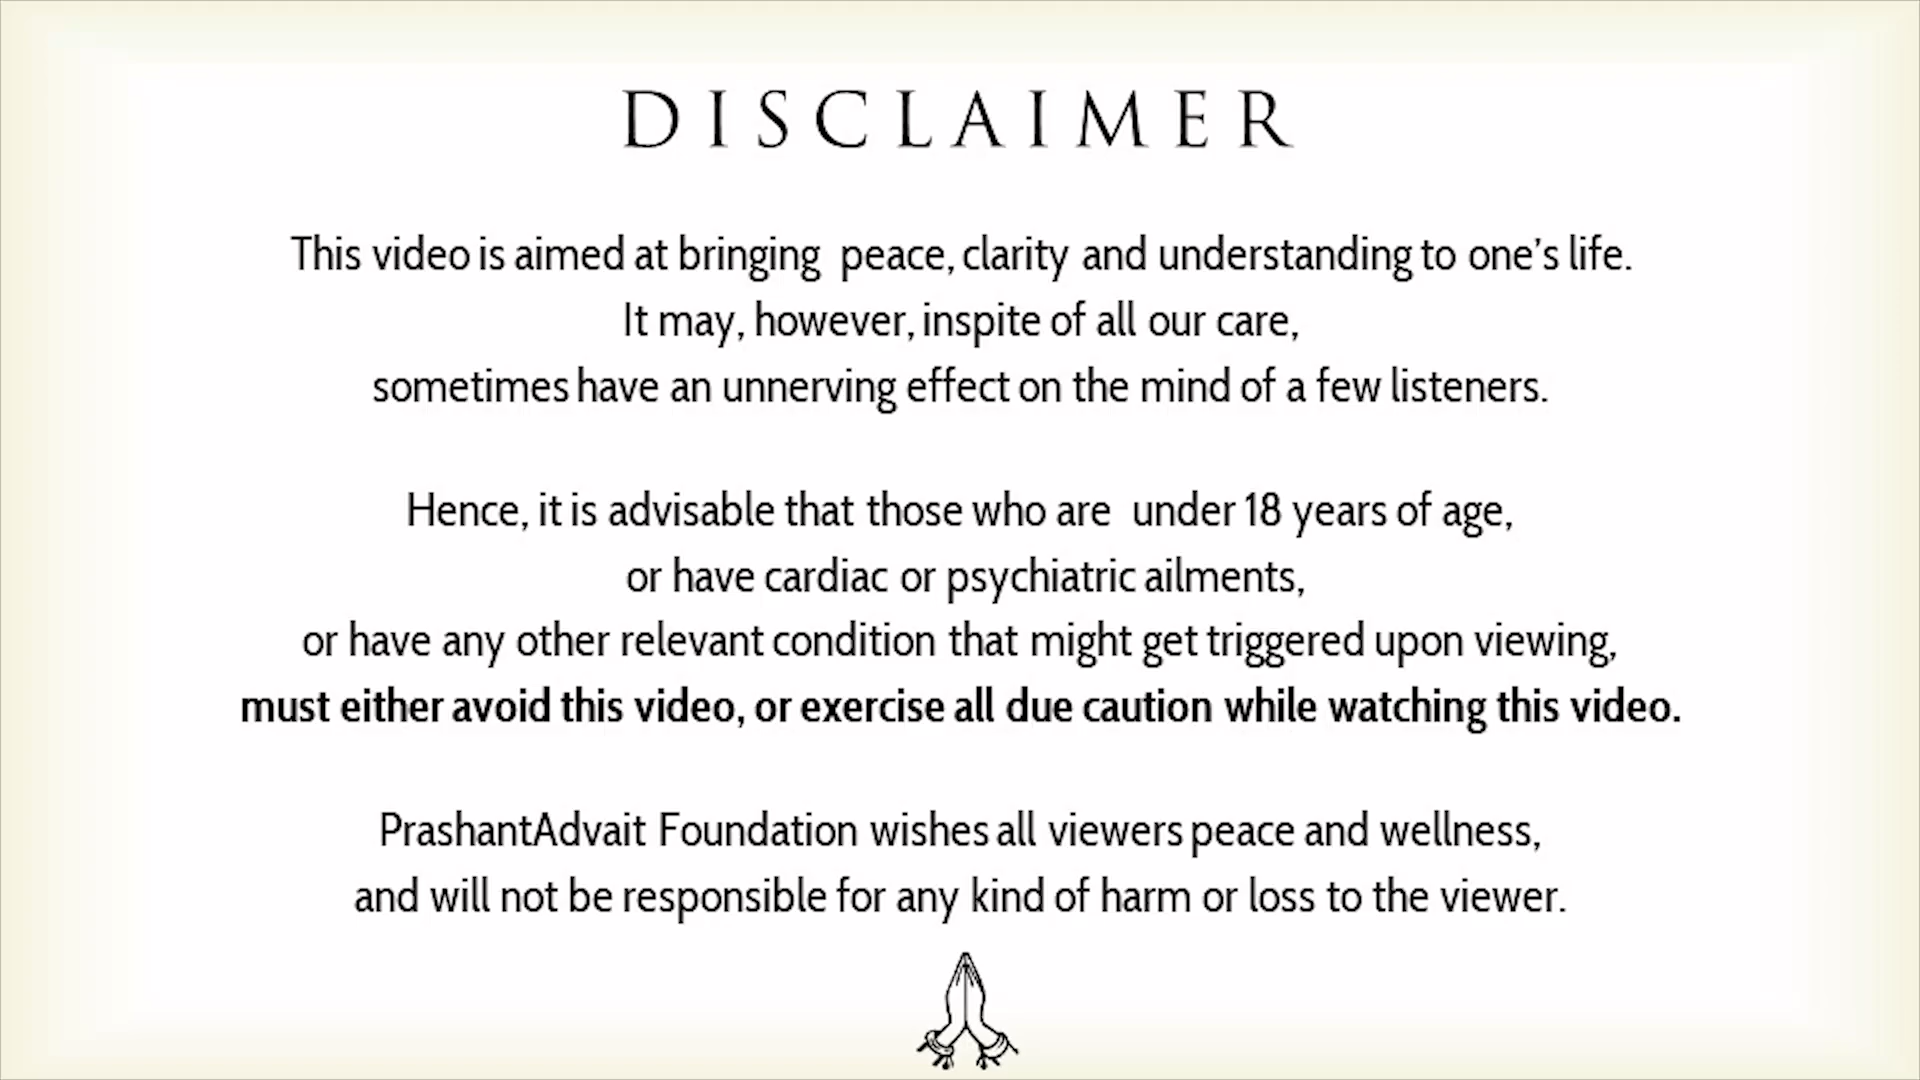 DISCLAIMER
This video is aimed at bringing peace, clarity and understanding to one's life.
It may, however, inspite of all our care,
sometimes have an unnerving effect on the mind of a few listeners.
Hence, it is advisable that those who are under 18 years of age,
or have cardiac or psychiatric ailments,
or have any other relevant condition that might get triggered upon viewing,
must either avoid this video, or exercise all due caution while watching this video.
PrashantAdvait Foundation wishes all viewers peace and wellness,
and will not be responsible for any kind of harm or loss to the viewer.